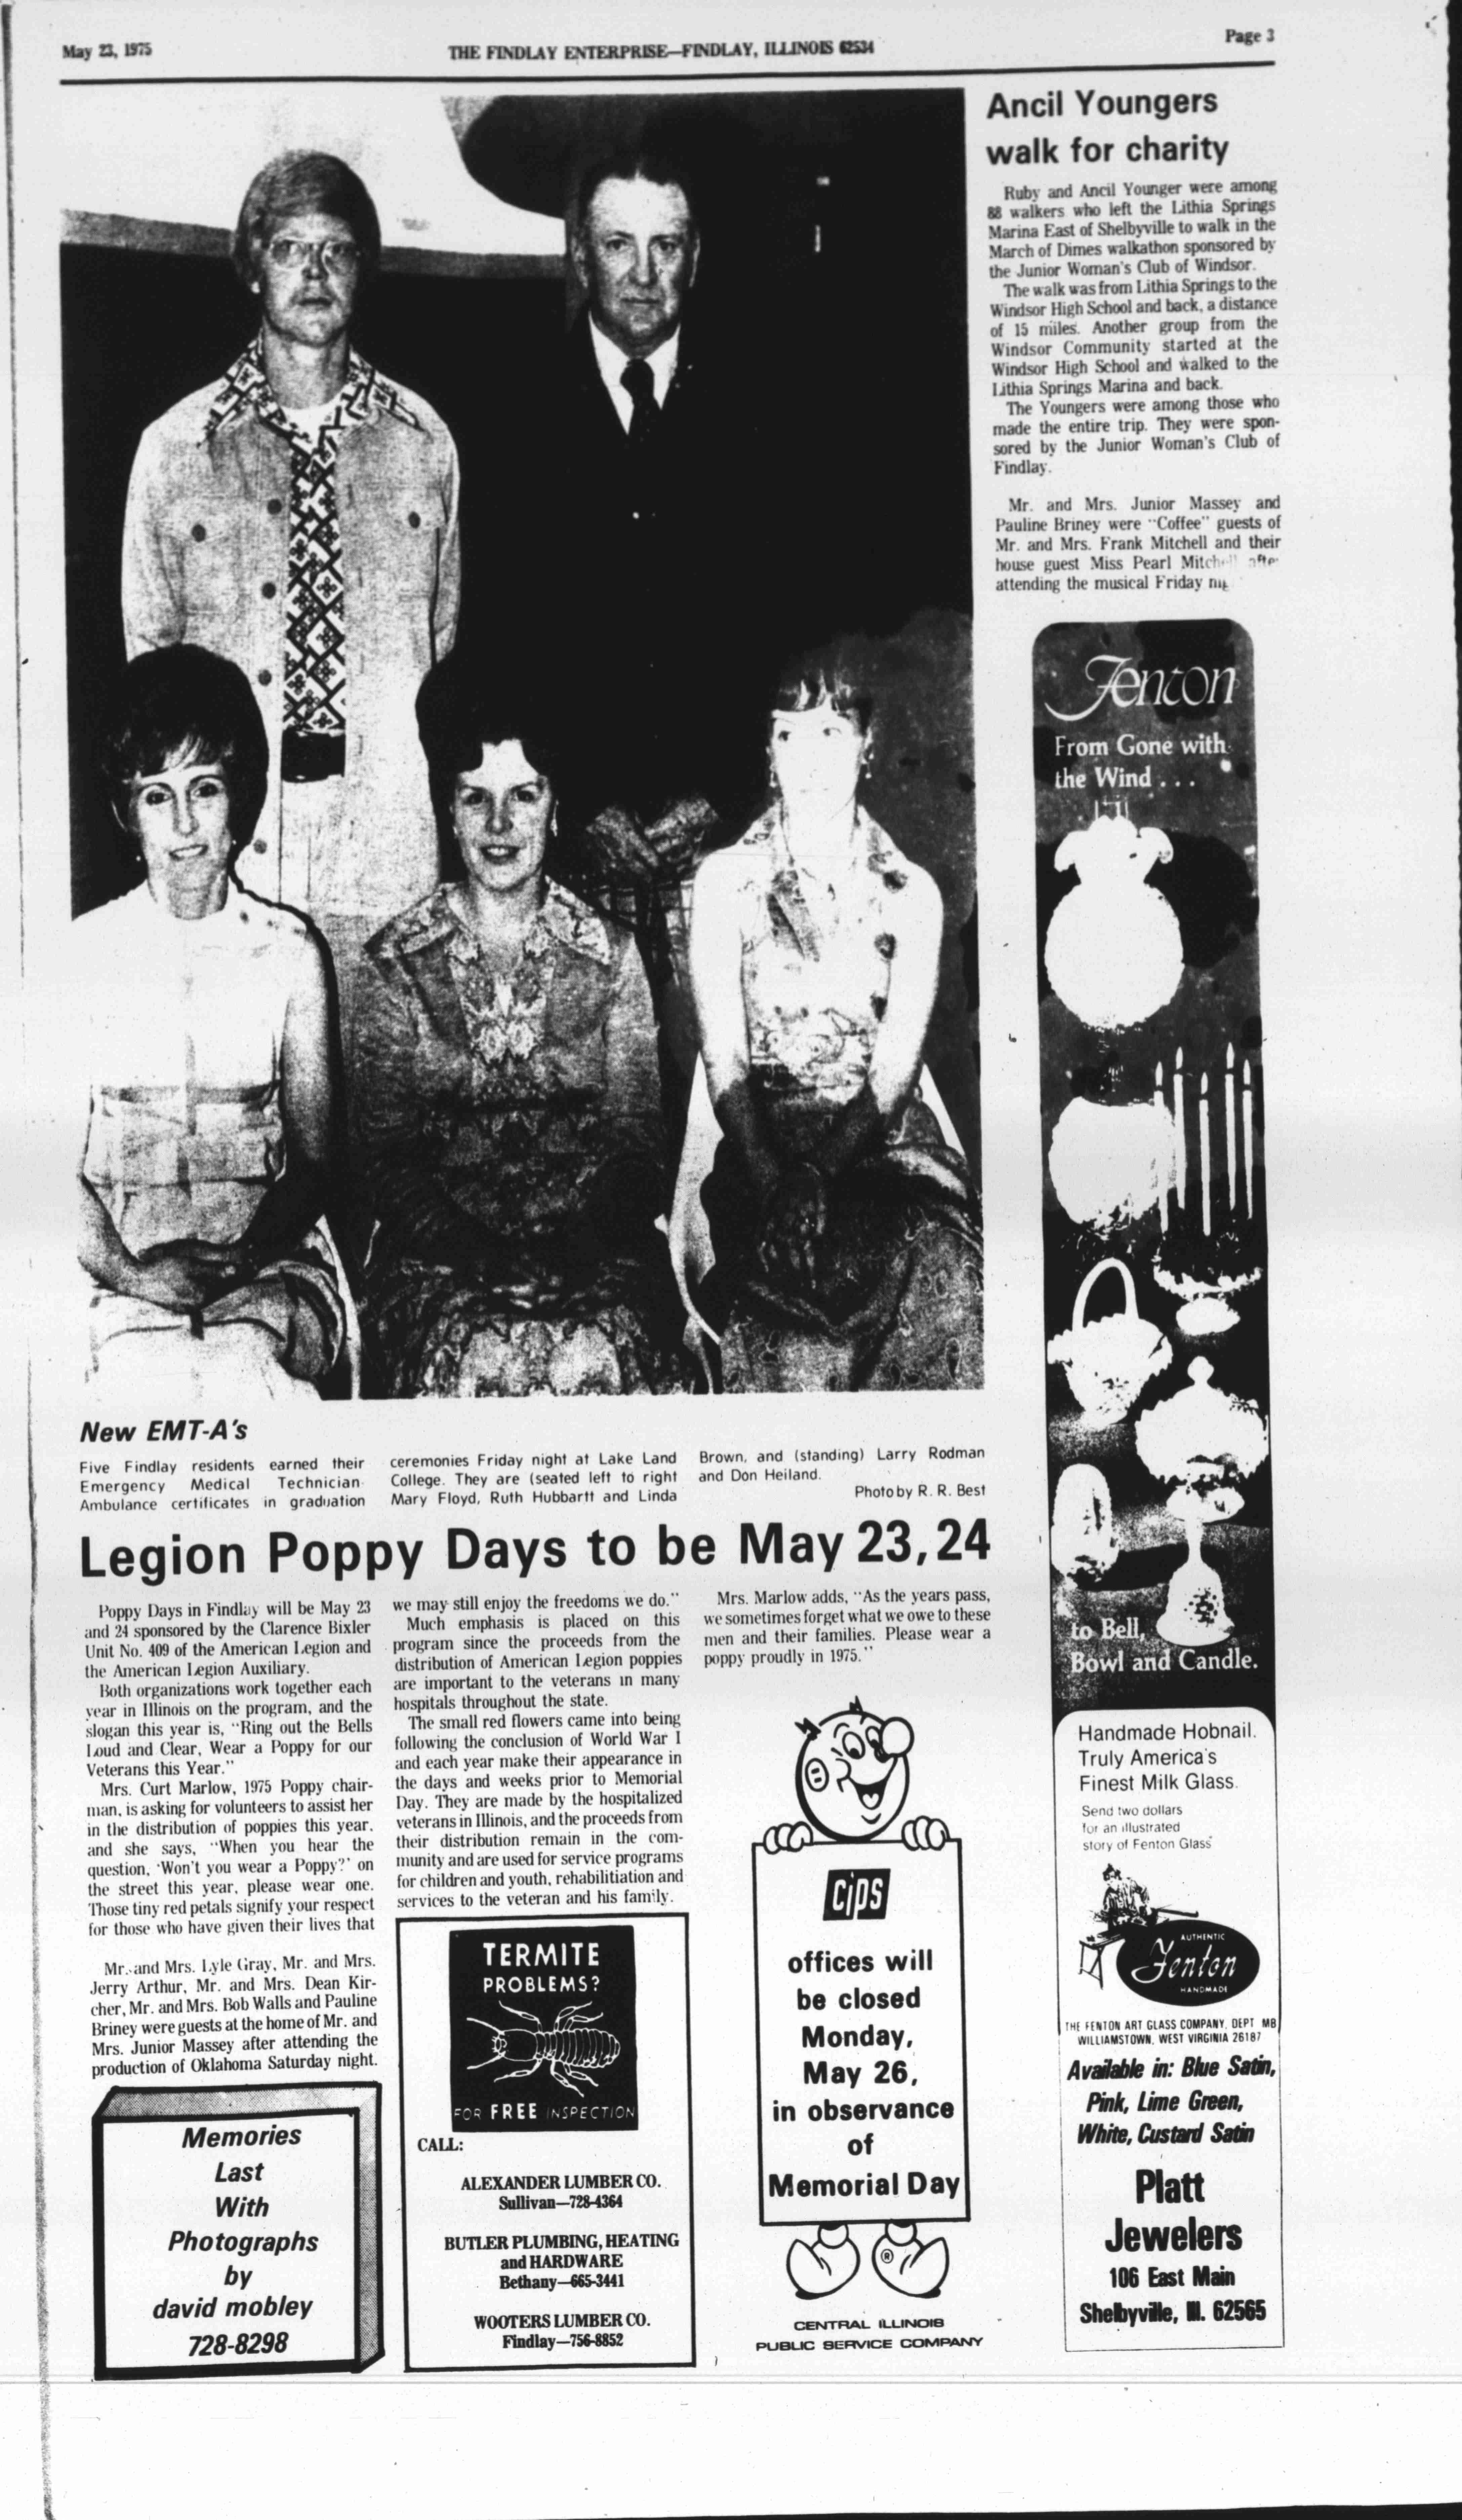 May 23, 1975
THE FINDLAY ENTERPRISE—FINDLAY, ILLINOIS 62534
Page 3
Ancil Youngers
walk for charity
Ruby and Ancil Younger were among
88 walkers who left the Lithia Springs
Marina East of Shelbyville to walk in the
March of Dimes walkathon sponsored by
the Junior Woman's Club of Windsor.
The walk was from Lithia Springs to the
Windsor High School and back, a distance
of 15 miles. Another group from the
Windsor Community started at the
Windsor High School and walked to the
Lithia Springs Marina and back.
The Youngers were among those who
made the entire trip. They were spon-
sored by the Junior Woman's Club of
Findlay.
Mr. and Mrs. Junior Massey and
Pauline Briney were "Coffee" guests of
Mr. and Mrs. Frank Mitchell and their
house guest Miss Pearl Mitchell after
attending the musical Friday
Fenton
From Gone with
the Wind . . .
to Bell,
Bowl and Candle.
Handmade Hobnail.
Truly America's
Finest Milk Glass.
Send two dollars
for an illustrated
story of Fenton Glass
AUTHENTIC
Fenton
HANDMADE
THE FENTON ART GLASS COMPANY, DEPT MB
WILLIAMSTOWN, WEST VIRGINIA 26187
Available in: Blue Satin,
Pink, Lime Green,
White, Custard Satin
Platt
Jewelers
106 East Main
Shelbyville, Ill. 62565
New EMT-A's
Five Findlay residents earned their
Emergency Medical Technician-
Ambulance certificates in graduation
ceremonies Friday night at Lake Land
College. They are (seated left to right
Mary Floyd, Ruth Hubbartt and Linda
Brown, and (standing) Larry Rodman
and Don Heiland.
Photo by R. R. Best
Legion Poppy Days to be May 23, 24
Poppy Days in Findlay will be May 23
and 24 sponsored by the Clarence Bixler
Unit No. 409 of the American Legion and
the American Legion Auxiliary.
Both organizations work together each
year in Illinois on the program, and the
slogan this year is, "Ring out the Bells
Loud and Clear, Wear a Poppy for our
Veterans this Year."
Mrs. Curt Marlow, 1975 Poppy chair-
man, is asking for volunteers to assist her
in the distribution of poppies this year,
and she says, "When you hear the
question, 'Won't you wear a Poppy?' on
the street this year, please wear one.
Those tiny red petals signify your respect
for those who have given their lives that
we may still enjoy the freedoms we do."
Much emphasis is placed on this
program since the proceeds from the
distribution of American Legion poppies
are important to the veterans in many
hospitals throughout the state.
The small red flowers came into being
following the conclusion of World War I
and each year make their appearance in
the days and weeks prior to Memorial
Day. They are made by the hospitalized
veterans in Illinois, and the proceeds from
their distribution remain in the com-
munity and are used for service programs
for children and youth, rehabilitiation and
services to the veteran and his family.
Mrs. Marlow adds, "As the years pass,
we sometimes forget what we owe to these
men and their families. Please wear a
poppy proudly in 1975."
Mr. and Mrs. Lyle Gray, Mr. and Mrs.
Jerry Arthur, Mr. and Mrs. Dean Kir-
cher, Mr. and Mrs. Bob Walls and Pauline
Briney were guests at the home of Mr. and
Mrs. Junior Massey after attending the
production of Oklahoma Saturday night.
Memories
Last
With
Photographs
by
david mobley
728-8298
TERMITE
PROBLEMS?
FOR FREE INSPECTION
CALL:
ALEXANDER LUMBER CO.
Sullivan—728-4364
BUTLER PLUMBING, HEATING
and HARDWARE
Bethany—665-3441
WOOTERS LUMBER CO.
Findlay—756-8852
cips
offices will
be closed
Monday,
May 26,
in observance
of
Memorial Day
®
CENTRAL ILLINOIS
PUBLIC SERVICE COMPANY